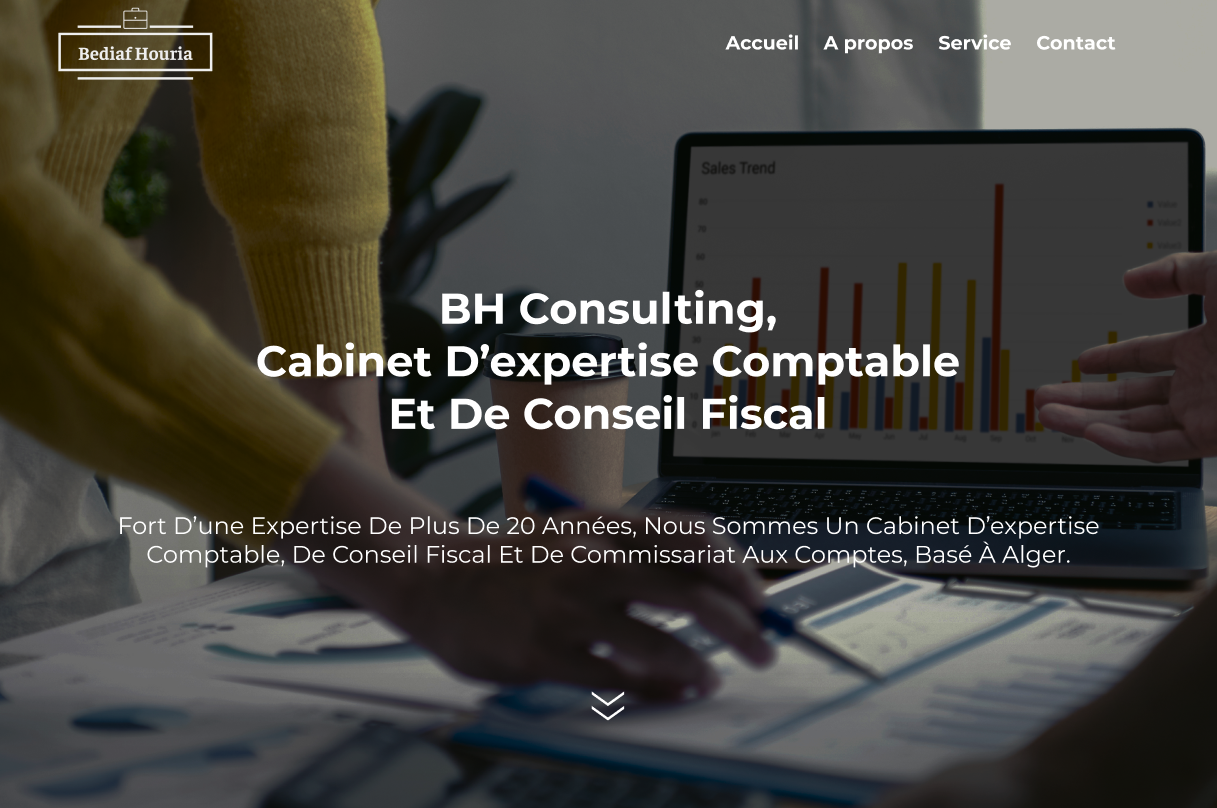 Bediaf Houria
Accueil A propos Service Contact
Sales Trend
BH Consulting,
Cabinet D’expertise Comptable
Et De Conseil Fiscal
Fort D’une Expertise De Plus De 20 Années, Nous Sommes Un Cabinet D’expertise
Comptable, De Conseil Fiscal Et De Commissariat Aux Comptes, Basé À Alger.